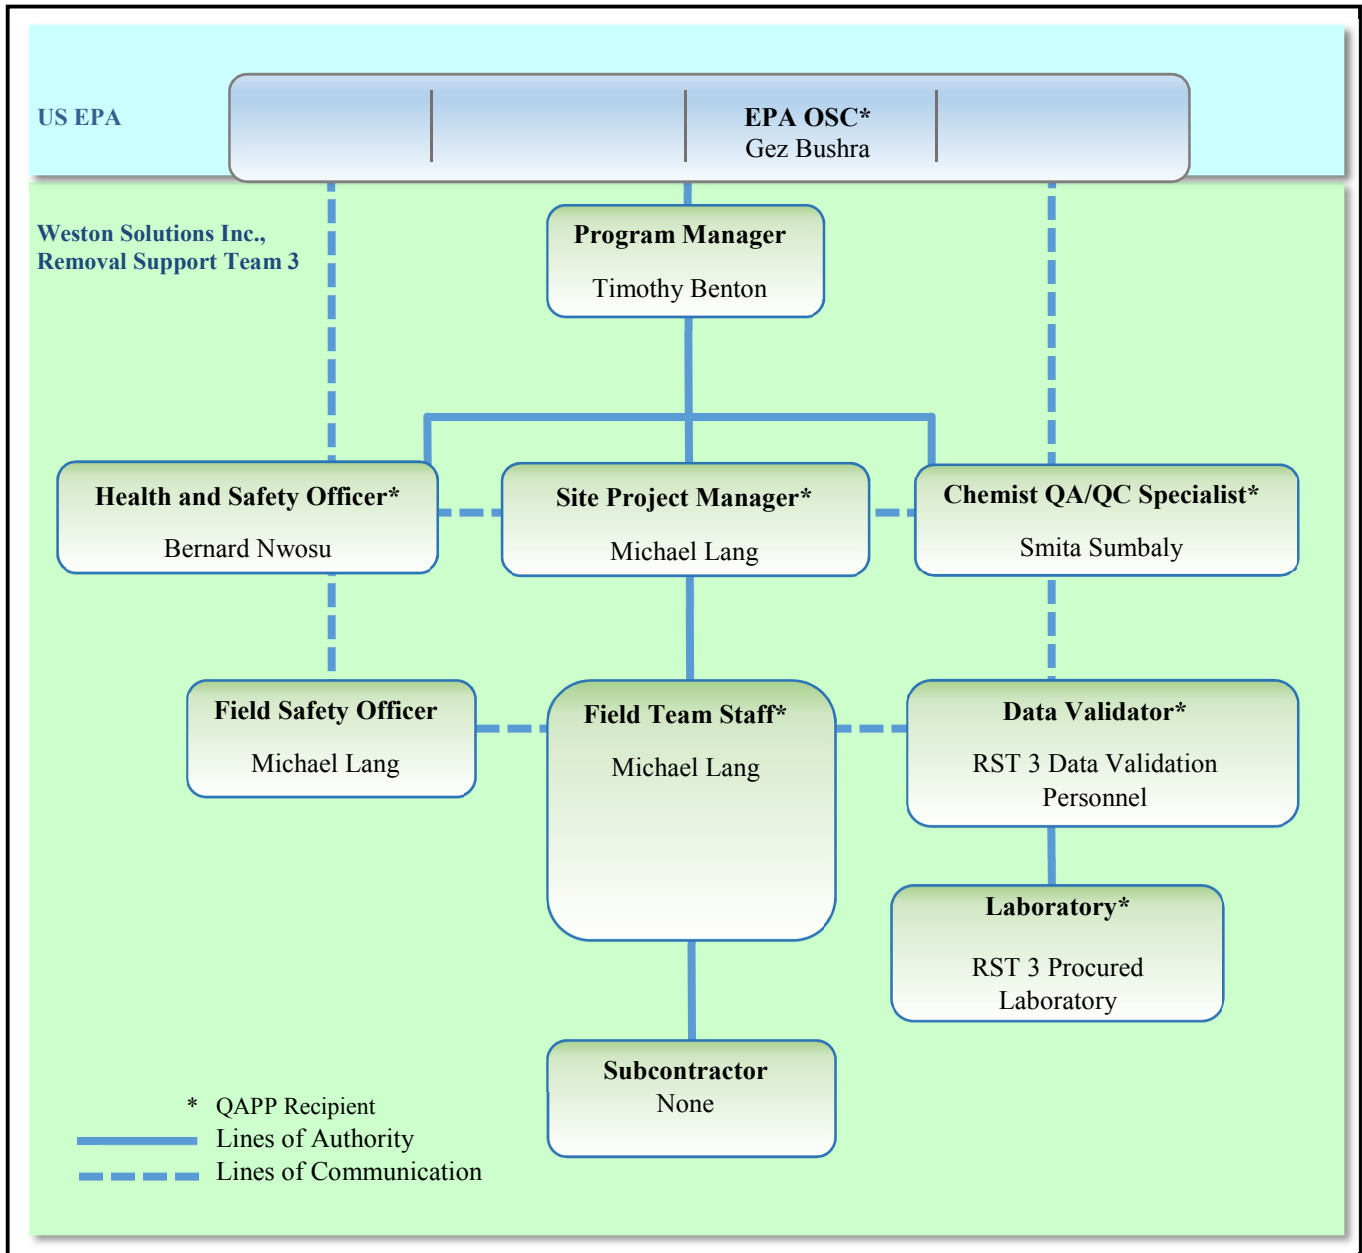 US EPA
EPA OSC*
Gez Bushra
Weston Solutions Inc.,
Removal Support Team 3
Program Manager
Timothy Benton
Health and Safety Officer*
Bernard Nwosu
Site Project Manager*
Michael Lang
Chemist QA/QC Specialist*
Smita Sumbaly
Field Safety Officer
Michael Lang
Field Team Staff*
Michael Lang
Data Validator*
RST 3 Data Validation
Personnel
Laboratory*
RST 3 Procured
Laboratory
Subcontractor
None
* QAPP Recipient
Lines of Authority
Lines of Communication